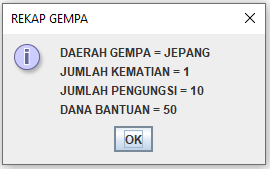 REKAP GEMPA
DAERAH GEMPA = JEPANG
JUMLAH KEMATIAN = 1
JUMLAH PENGUNGSI = 10
DANA BANTUAN = 50
OK